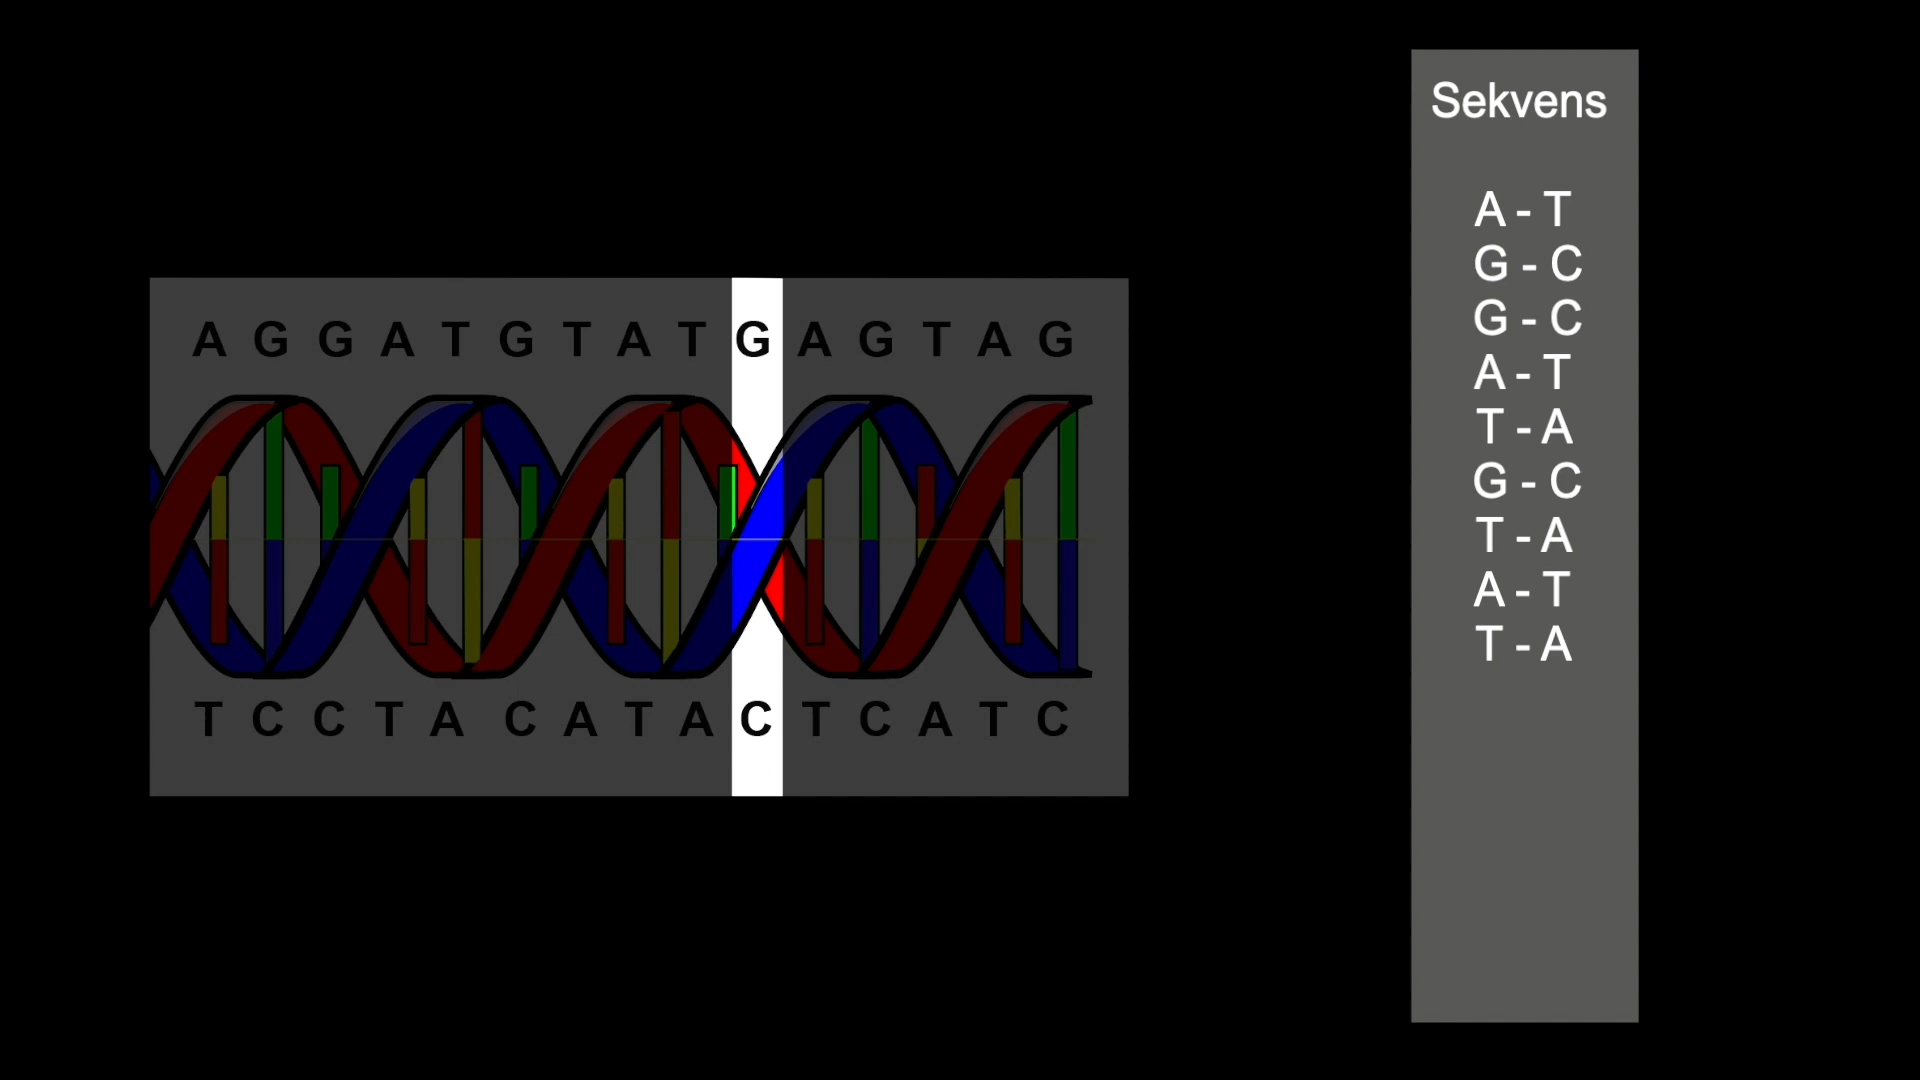 A G G A T G T A T G A G T A G
T C C T A C A T A C T C A T C
Sekvens
A - T
G - C
G - C
A - T
T - A
G - C
T - A
A - T
T - A